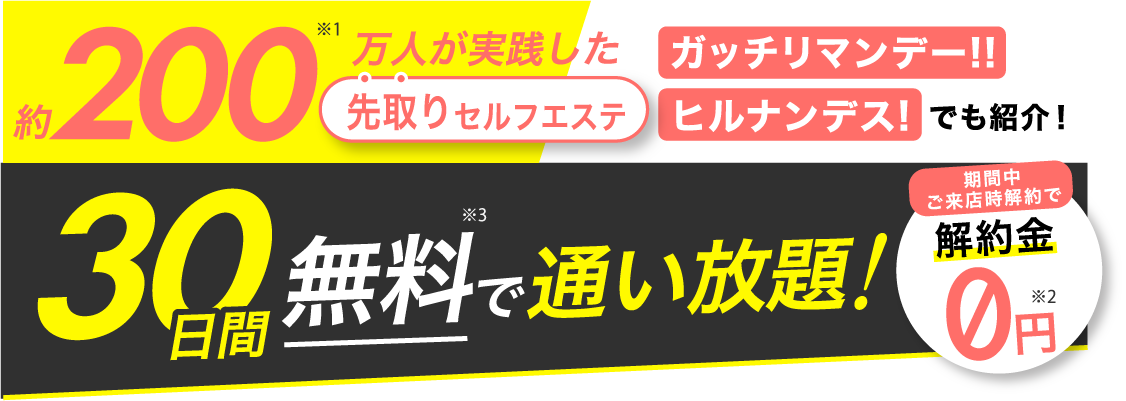 約200※1万人が実践した
先取りセルフエステ
ガッチリマンデー!!
ヒルナンデス!でも紹介!
30日間無料※3で通い放題!
期間中
ご来店時解約で
解約金
0円※2